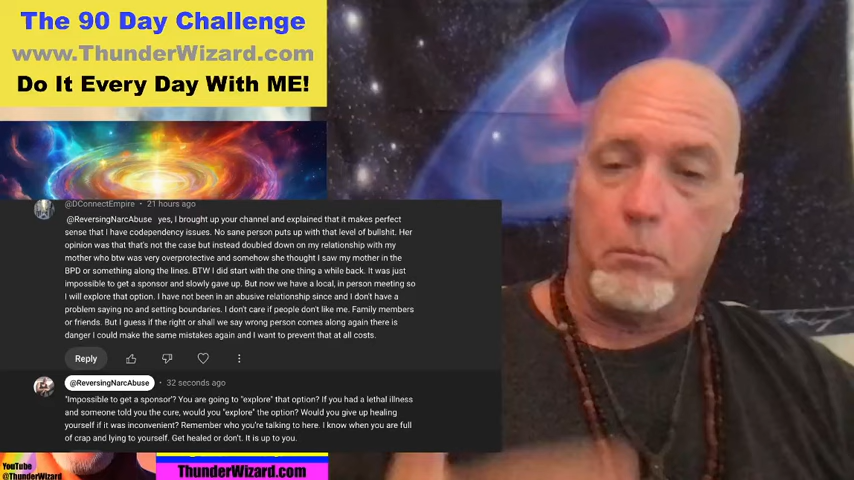 The 90 Day Challenge
www.ThunderWizard.com
Do It Every Day With ME!
@DConnectEmpire • 21 hours ago
@ReversingNarcAbuse yes, I brought up your channel and explained that it makes perfect
sense that I have codependency issues. No sane person puts up with that level of bullshit. Her
opinion was that that's not the case but instead doubled down on my relationship with my
mother who btw was very overprotective and somehow she thought I saw my mother in the
BPD or something along the lines. BTW I did start with the one thing a while back. It was just
impossible to get a sponsor and slowly gave up. But now we have a local, in person meeting so
I will explore that option. I have not been in an abusive relationship since and I don't have a
problem saying no and setting boundaries. I don't care if people don't like me. Family members
or friends. But I guess if the right or shall we say wrong person comes along again there is
danger I could make the same mistakes again and I want to prevent that at all costs.
Reply
@ReversingNarcAbuse • 32 seconds ago
"Impossible to get a sponsor"? You are going to "explore" that option? If you had a lethal illness
and someone told you the cure, would you "explore" the option? Would you give up healing
yourself if it was inconvenient? Remember who you're talking to here. I know when you are full
of crap and lying to yourself. Get healed or don't. It is up to you.
YouTube
@ThunderWizard
ThunderWizard.com